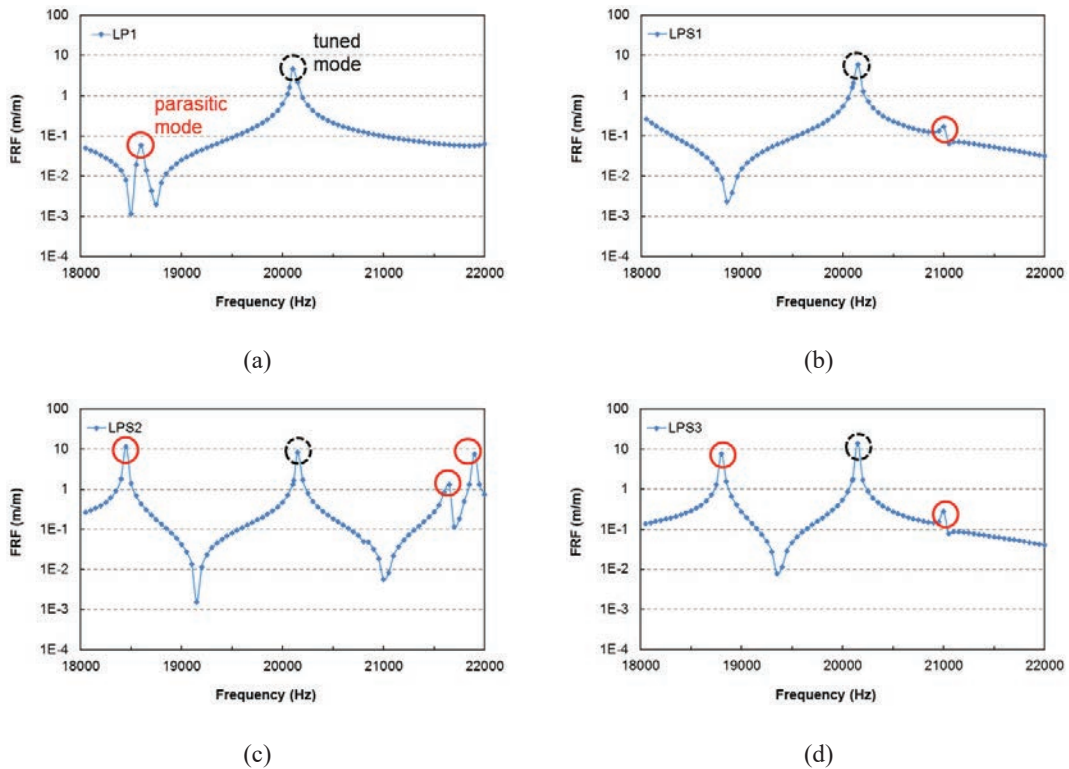 100
10
1
1E-1
1E-2
1E-3
1E-4
FRF (m/m)
LP1
tuned
mode
parasitic
mode
18000 19000 20000 21000 22000
Frequency (Hz)
(a)
100
10
1
1E-1
1E-2
1E-3
1E-4
FRF (m/m)
LPS1
18000 19000 20000 21000 22000
Frequency (Hz)
(b)
100
10
1
1E-1
1E-2
1E-3
1E-4
FRF (m/m)
LPS2
18000 19000 20000 21000 22000
Frequency (Hz)
(c)
100
10
1
1E-1
1E-2
1E-3
1E-4
FRF (m/m)
LPS3
18000 19000 20000 21000 22000
Frequency (Hz)
(d)